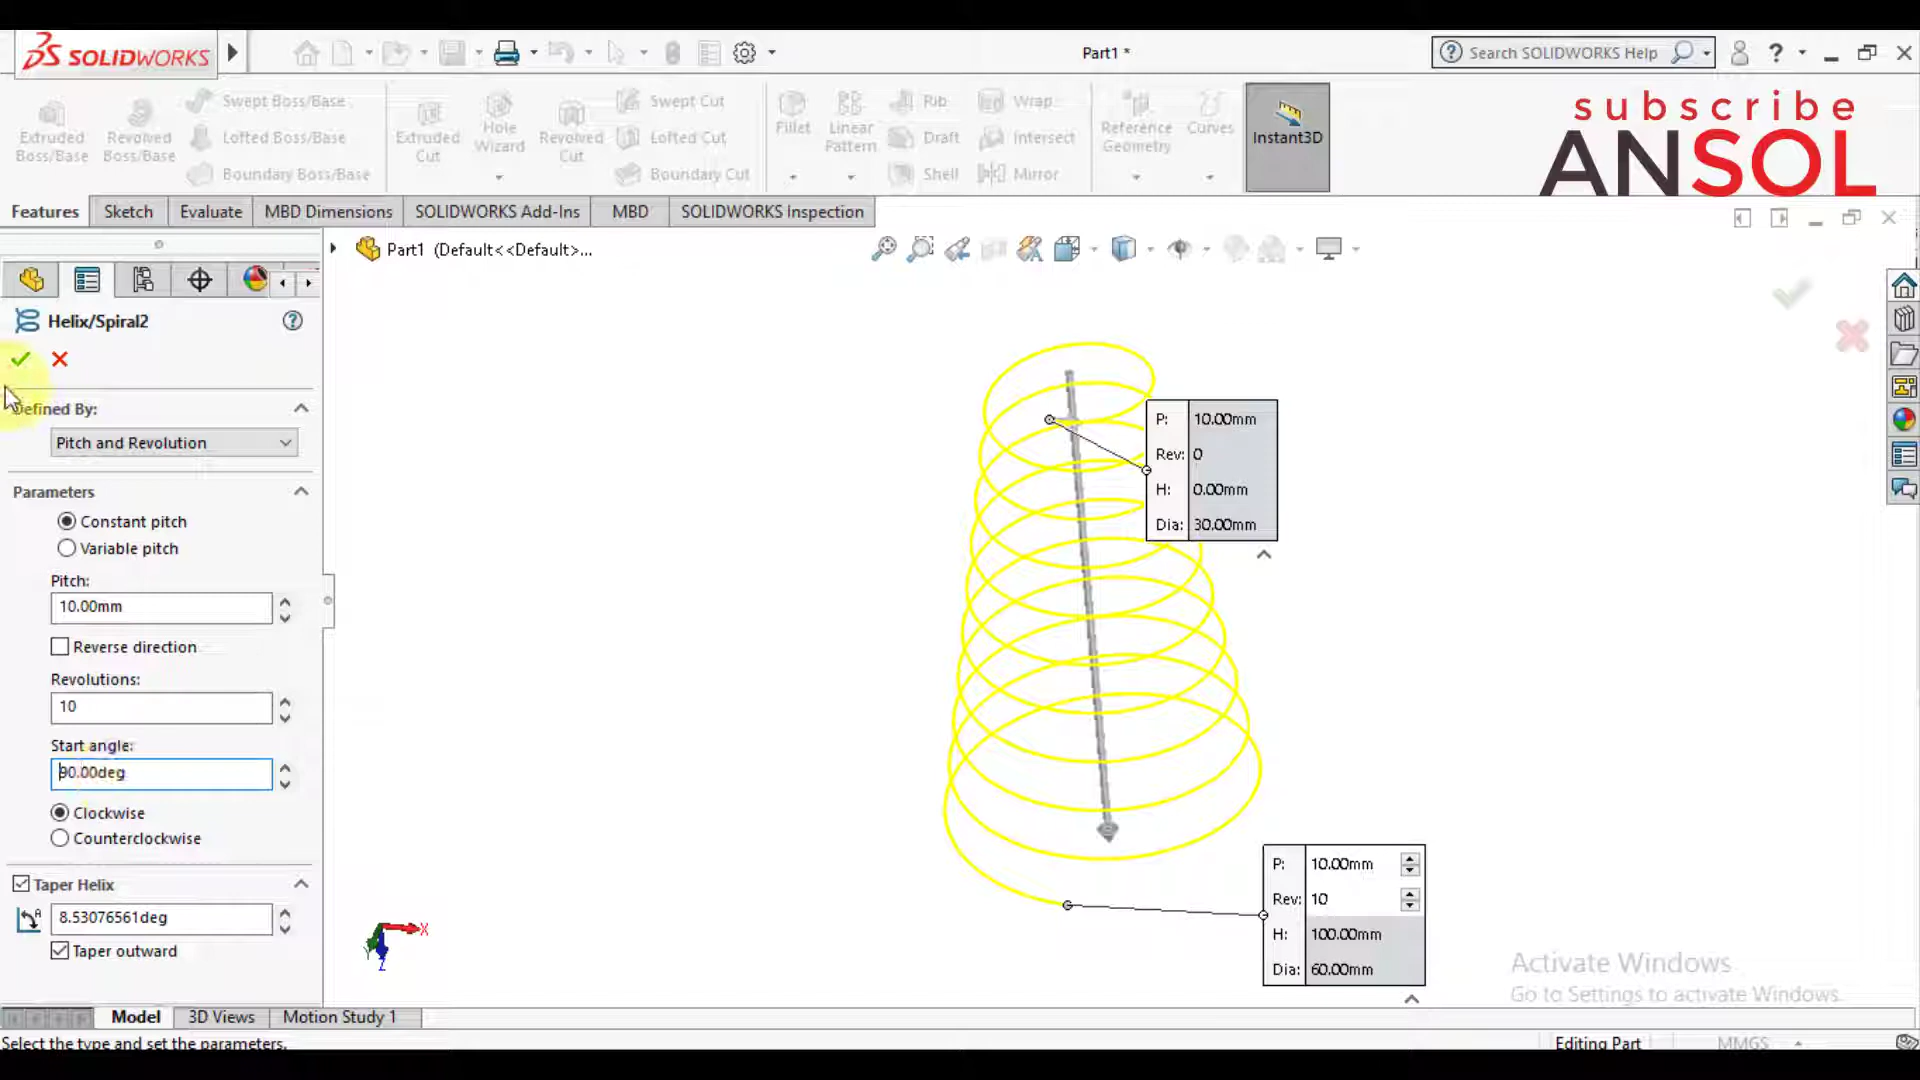 SOLIDWORKS
Part1 *
Search SOLIDWORKS Help
subscribe
ANSOL
Extruded Boss/Base
Revolved Boss/Base
Swept Boss/Base
Lofted Boss/Base
Boundary Boss/Base
Extruded Cut
Hole Wizard
Revolved Cut
Swept Cut
Lofted Cut
Boundary Cut
Fillet
Linear Pattern
Rib
Draft
Shell
Wrap
Intersect
Mirror
Reference Geometry
Curves
Instant3D
Features
Sketch
Evaluate
MBD Dimensions
SOLIDWORKS Add-Ins
MBD
SOLIDWORKS Inspection
Part1 (Default<<Default>...
Helix/Spiral2
Defined By:
Pitch and Revolution
Parameters
Constant pitch
Variable pitch
Pitch:
10.00mm
Reverse direction
Revolutions:
10
Start angle:
90.00deg
Clockwise
Counterclockwise
Taper Helix
8.53076561deg
Taper outward
P: 10.00mm
Rev: 0
H: 0.00mm
Dia: 30.00mm
P: 10.00mm
Rev: 10
H: 100.00mm
Dia: 60.00mm
X
Y
Z
Activate Windows
Go to Settings to activate Windows.
Model
3D Views
Motion Study 1
Select the type and set the parameters.
Editing Part
MMGS